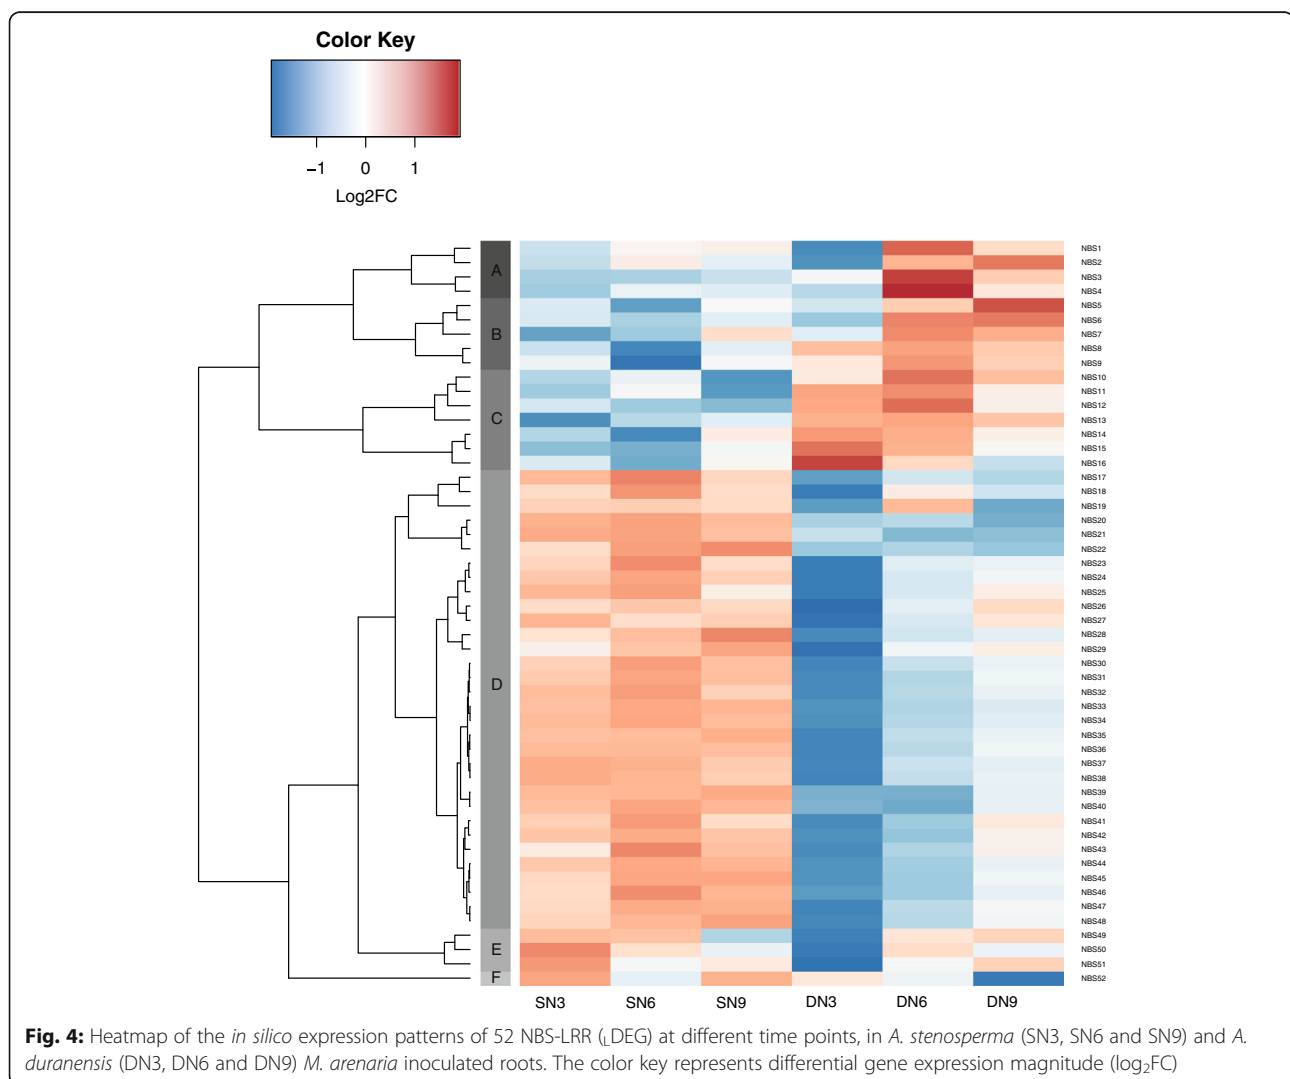 Color Key
−1 0 1
Log2FC
A
B
C
D
E
F
NBS1
NBS2
NBS3
NBS4
NBS5
NBS6
NBS7
NBS8
NBS9
NBS10
NBS11
NBS12
NBS13
NBS14
NBS15
NBS16
NBS17
NBS18
NBS19
NBS20
NBS21
NBS22
NBS23
NBS24
NBS25
NBS26
NBS27
NBS28
NBS29
NBS30
NBS31
NBS32
NBS33
NBS34
NBS35
NBS36
NBS37
NBS38
NBS39
NBS40
NBS41
NBS42
NBS43
NBS44
NBS45
NBS46
NBS47
NBS48
NBS49
NBS50
NBS51
NBS52
SN3 SN6 SN9 DN3 DN6 DN9
Fig. 4: Heatmap of the in silico expression patterns of 52 NBS-LRR (LDEG) at different time points, in A. stenosperma (SN3, SN6 and SN9) and A.
duranensis (DN3, DN6 and DN9) M. arenaria inoculated roots. The color key represents differential gene expression magnitude (log2FC)